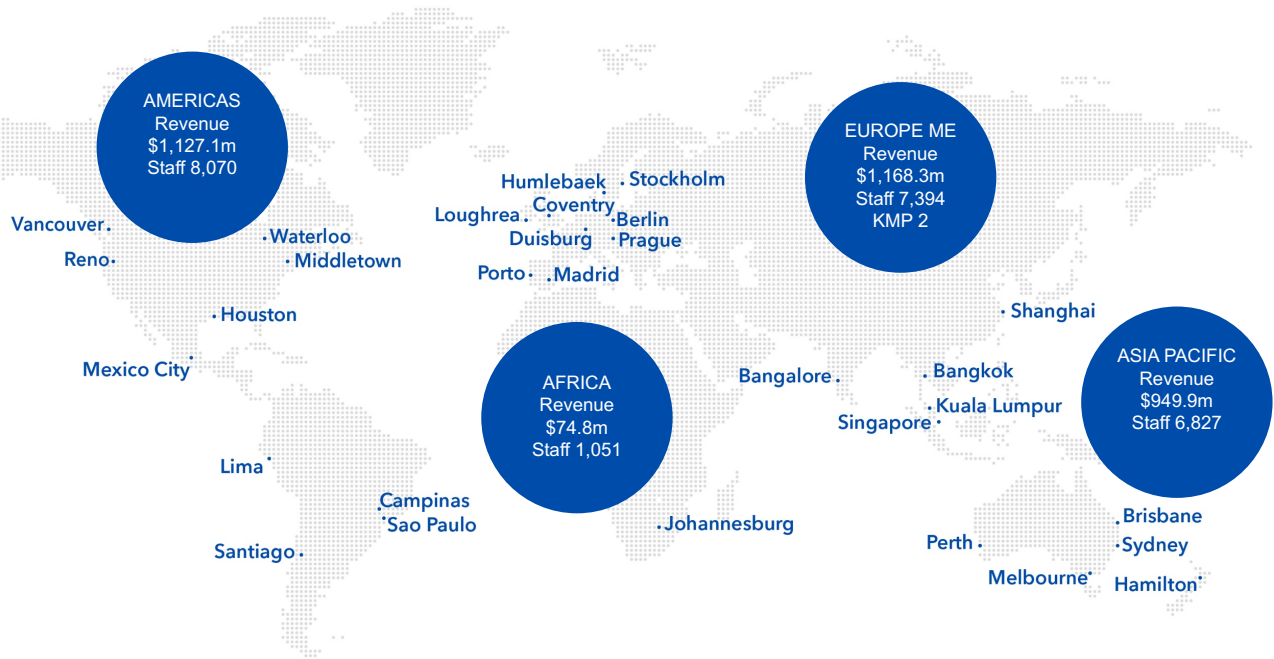 AMERICAS
Revenue
$1,127.1m
Staff 8,070
EUROPE ME
Revenue
$1,168.3m
Staff 7,394
KMP 2
Humlebaek
Stockholm
Coventry
Loughrea
Berlin
Duisburg
Prague
Porto
Madrid
Vancouver
Waterloo
Reno
Middletown
Houston
Mexico City
Shanghai
AFRICA
Revenue
$74.8m
Staff 1,051
ASIA PACIFIC
Revenue
$949.9m
Staff 6,827
Bangalore
Bangkok
Kuala Lumpur
Singapore
Lima
Campinas
Sao Paulo
Santiago
Johannesburg
Brisbane
Perth
Sydney
Melbourne
Hamilton